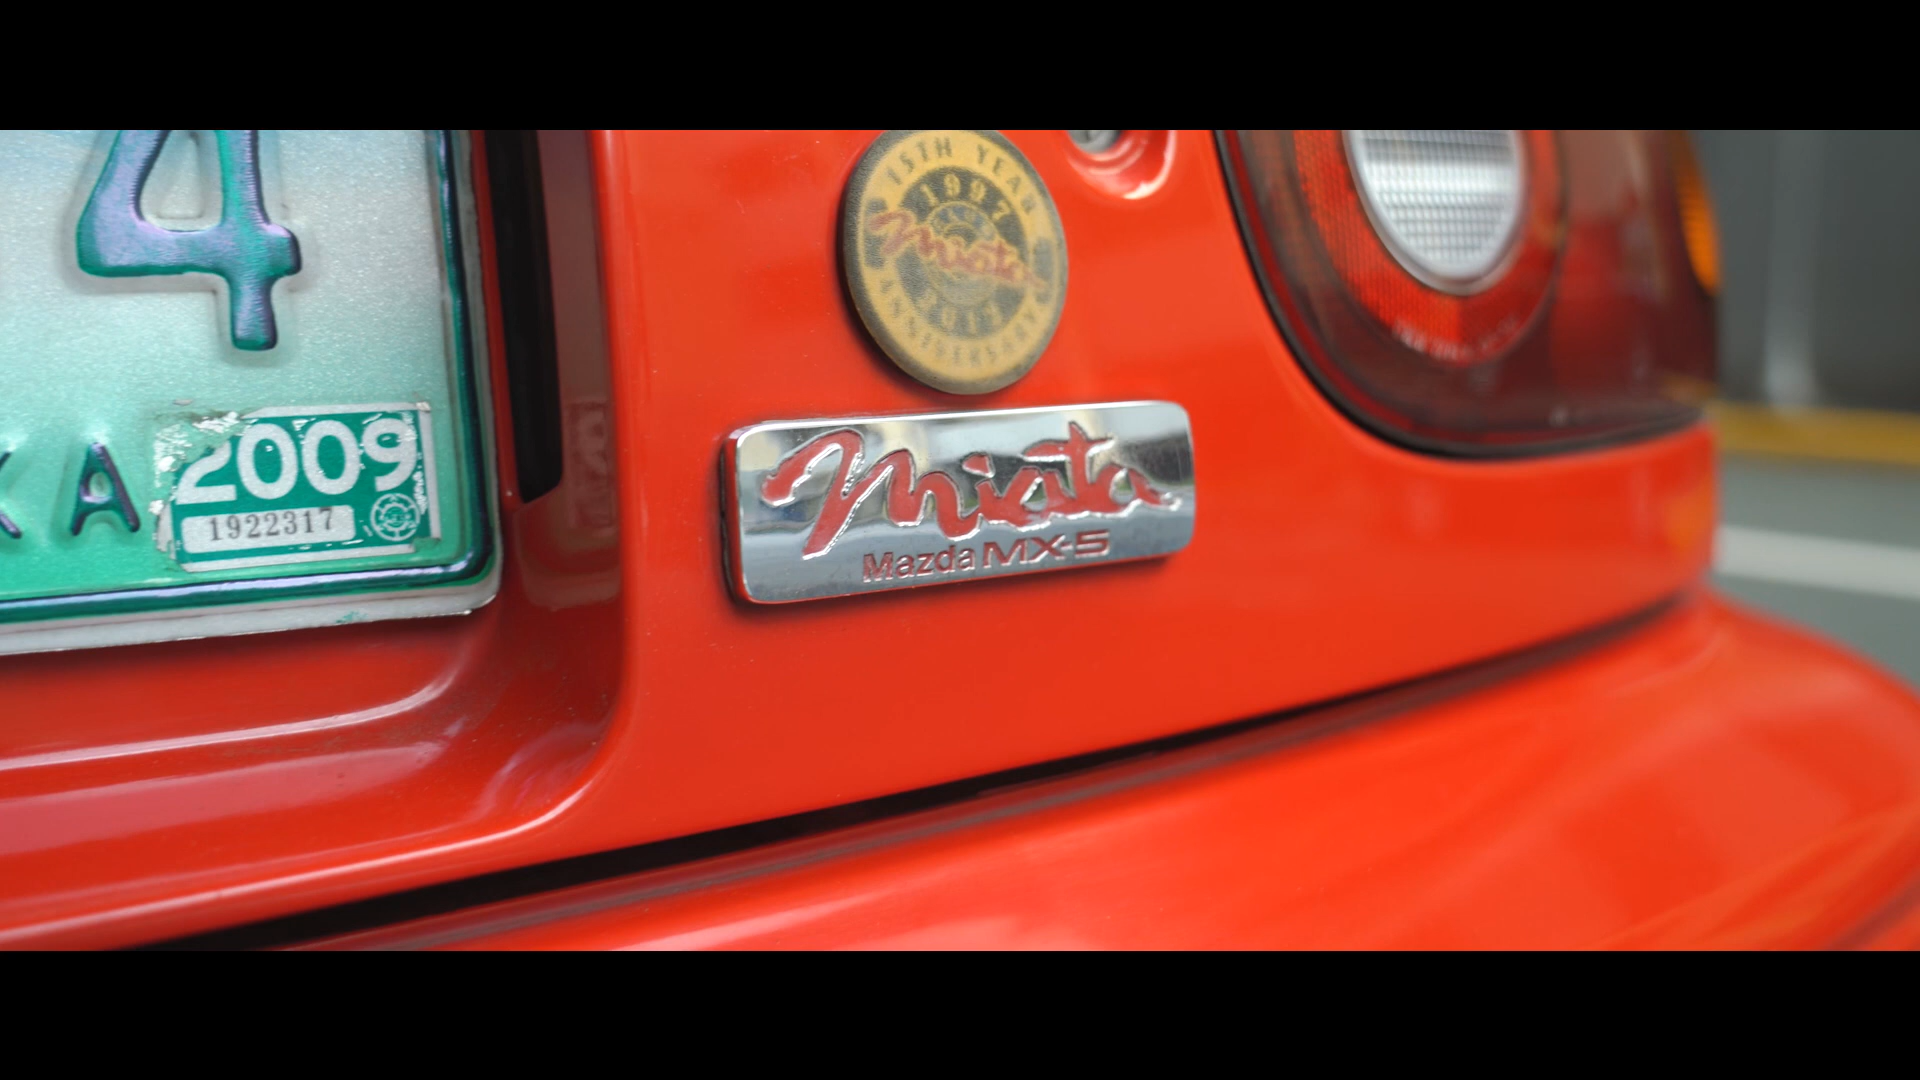 4
KA
2009
1922317
15TH YEAR
1997
Miata
ANNIVERSARY
Miata
Mazda MX-5